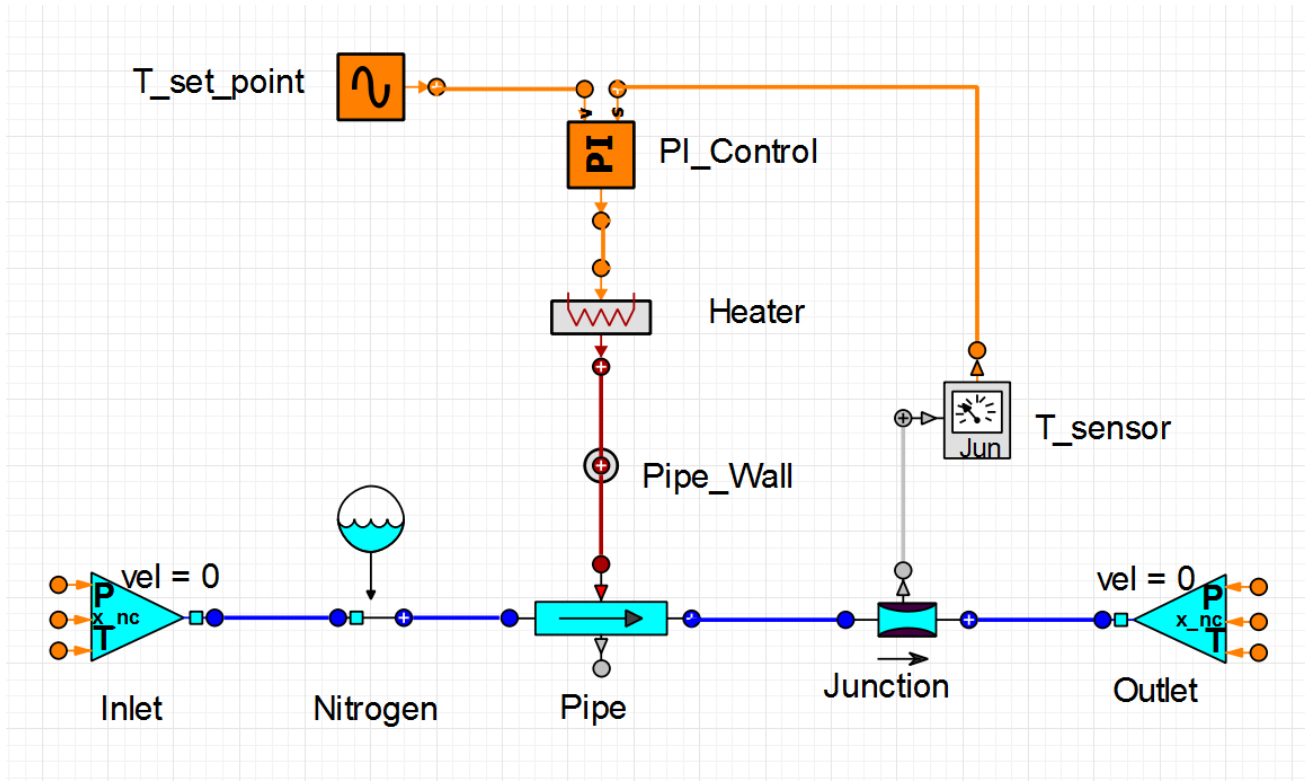 T_set_point
v s
PI
PI_Control
Heater
Jun
T_sensor
Pipe_Wall
vel = 0
P
x_nc
T
vel = 0
P
x_nc
T
Inlet
Nitrogen
Pipe
Junction
Outlet